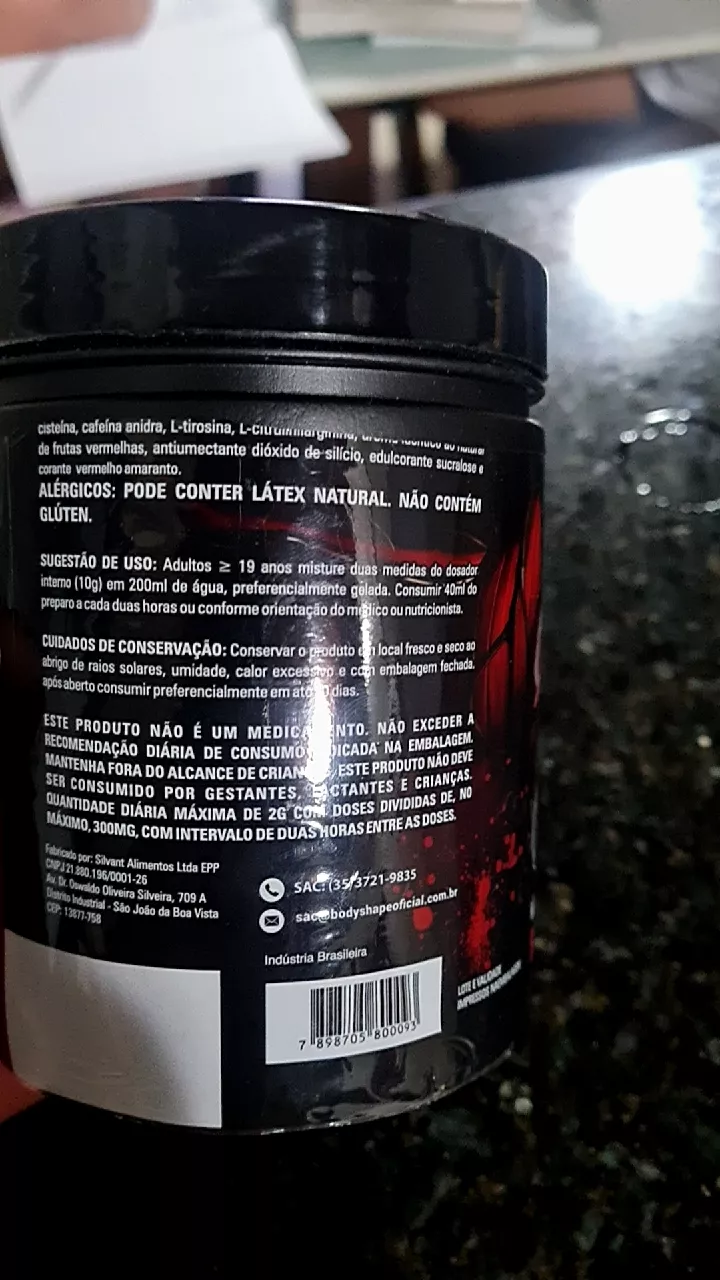 cisteína, cafeína anidra, L-tirosina,
de frutas vermelhas, antiumectante dióxido de silício, edulcorante sucralose e
corante vermelho amaranto.
ALÉRGICOS: PODE CONTER LÁTEX NATURAL. NÃO CONTÉM
GLÚTEN.
SUGESTÃO DE USO: Adultos ≥ 19 anos misture duas medidas do dosador
interno (10g) em 200ml de água, preferencialmente gelada. Consumir 40ml do
preparo a cada duas horas ou conforme orientação do médico ou nutricionista.
CUIDADOS DE CONSERVAÇÃO: Conservar o produto em local fresco e seco ao
abrigo de raios solares, umidade, calor excessivo e com embalagem fechada.
após aberto consumir preferencialmente em até dias.
ESTE PRODUTO NÃO É UM MEDICAMENTO. NÃO EXCEDER A
RECOMENDAÇÃO DIÁRIA DE CONSUMO INDICADA NA EMBALAGEM.
MANTENHA FORA DO ALCANCE DE CRIANÇAS. ESTE PRODUTO NÃO DEVE
SER CONSUMIDO POR GESTANTES, LACTANTES E CRIANÇAS.
QUANTIDADE DIÁRIA MÁXIMA DE 2G COM DOSES DIVIDIDAS DE, NO
MÁXIMO, 300MG, COM INTERVALO DE DUAS HORAS ENTRE AS DOSES.
Fabricado por: Silvant Alimentos Ltda EPP
CNPJ 21.880.196/0001-26
Av. Dr. Oswaldo Oliveira Silveira, 709 A
Distrito Industrial - São João da Boa Vista
CEP: 13877-758
SAC: (35)3721-9835
sac@bodyshapeoficial.com.br
Indústria Brasileira
LOTE E VALIDADE
IMPRESSOS NA EMBALAGEM
7 898705 800093